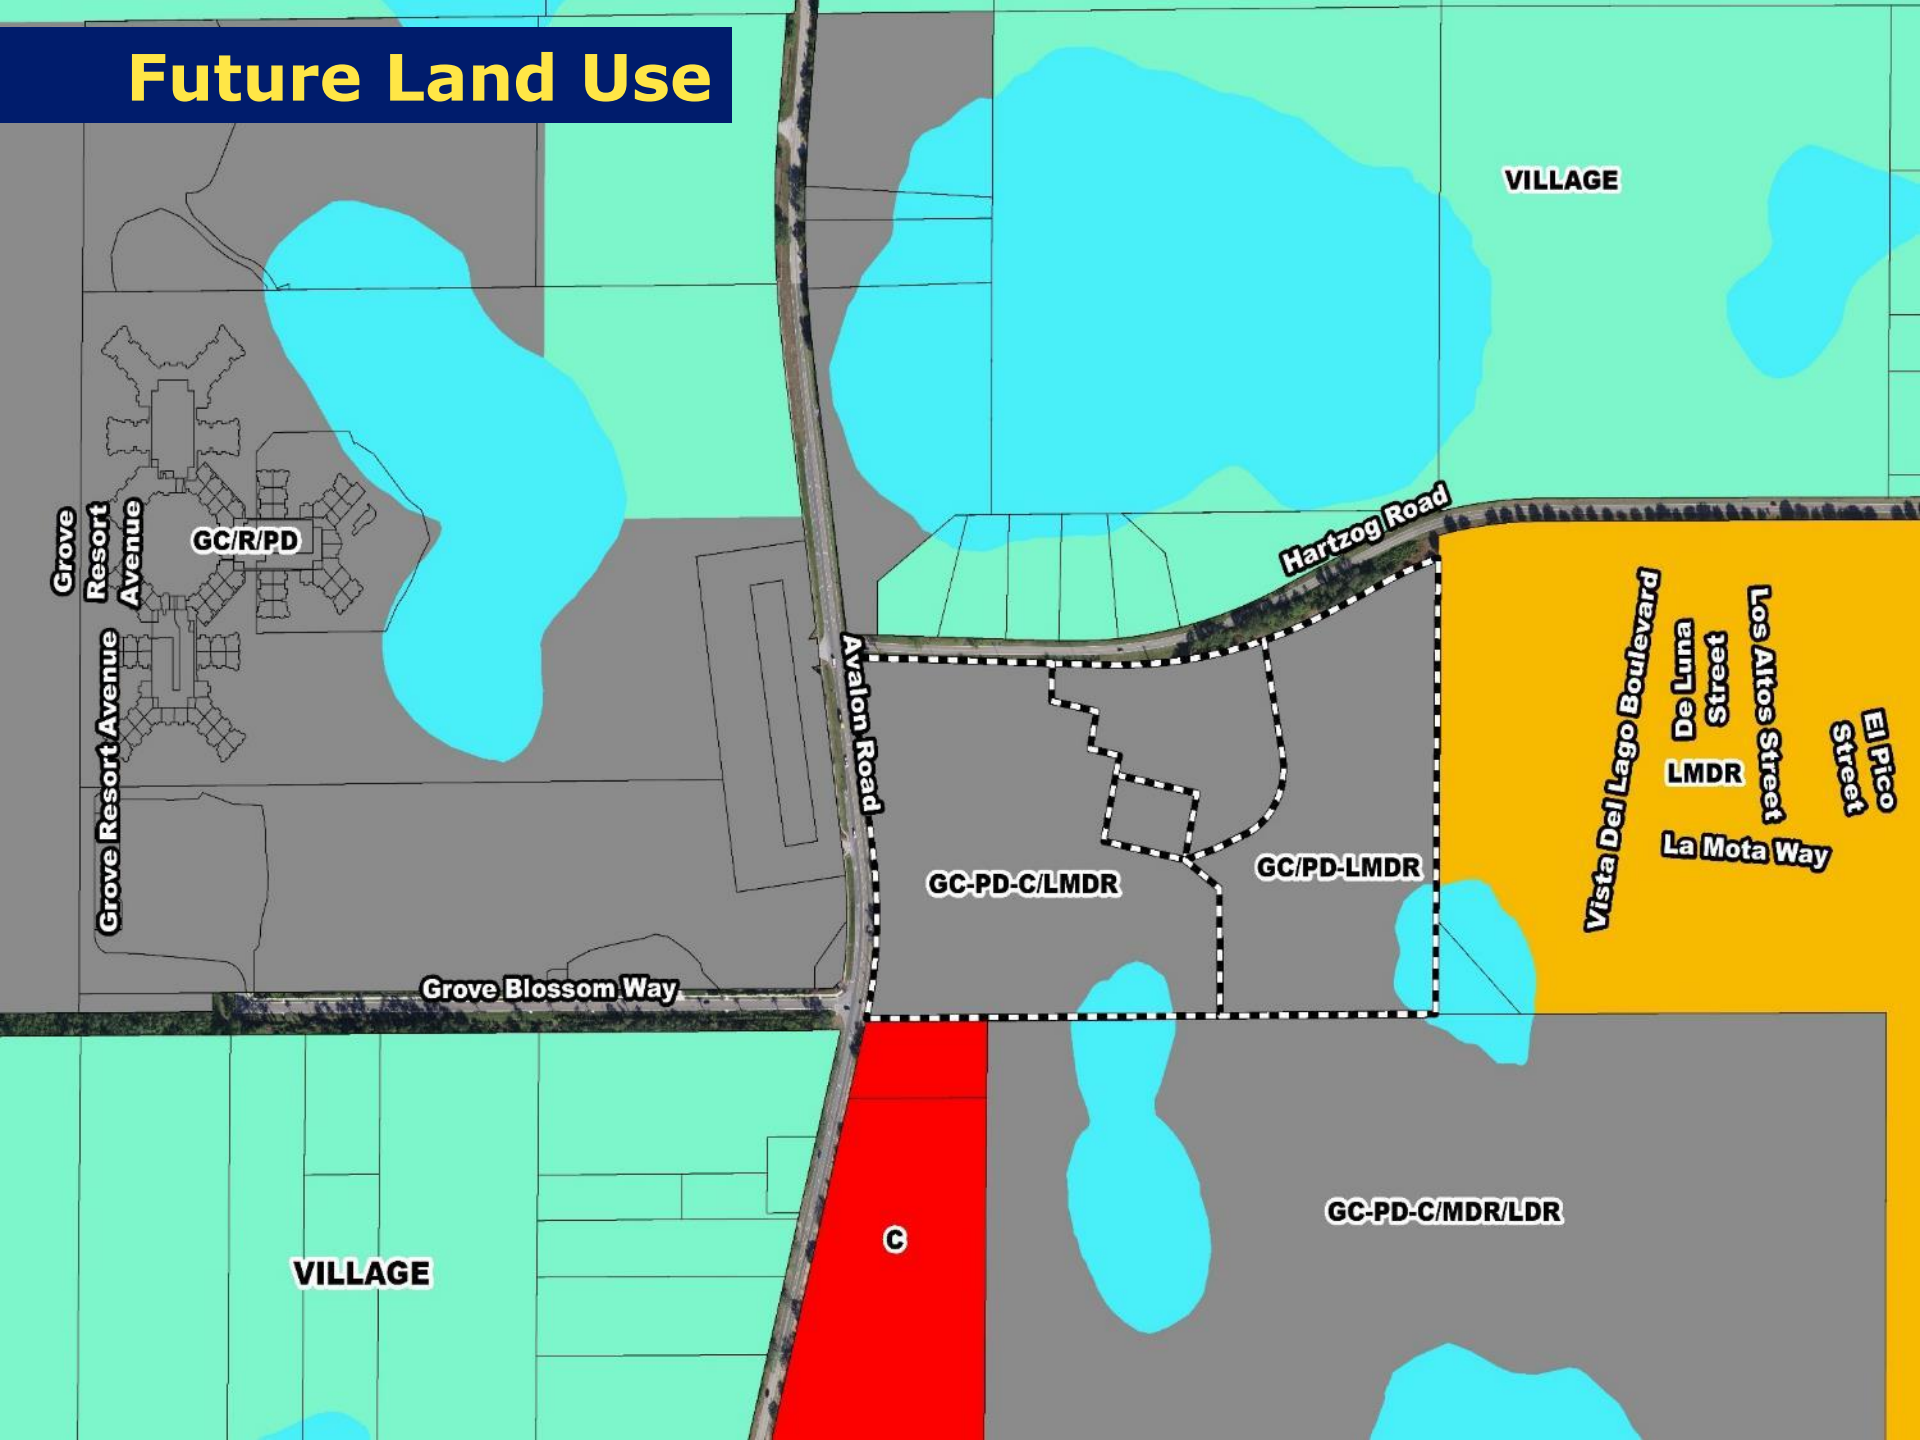 Future Land Use
VILLAGE
Hartzog Road
Grove
Resort
Avenue
GC/R/PD
Grove Resort Avenue
Avalon Road
Vista Del Lago Boulevard
De Luna
Street
Los Altos Street
El Pico
Street
LMDR
La Mota Way
GC-PD-C/LMDR
GC/PD-LMDR
Grove Blossom Way
VILLAGE
C
GC-PD-C/MDR/LDR